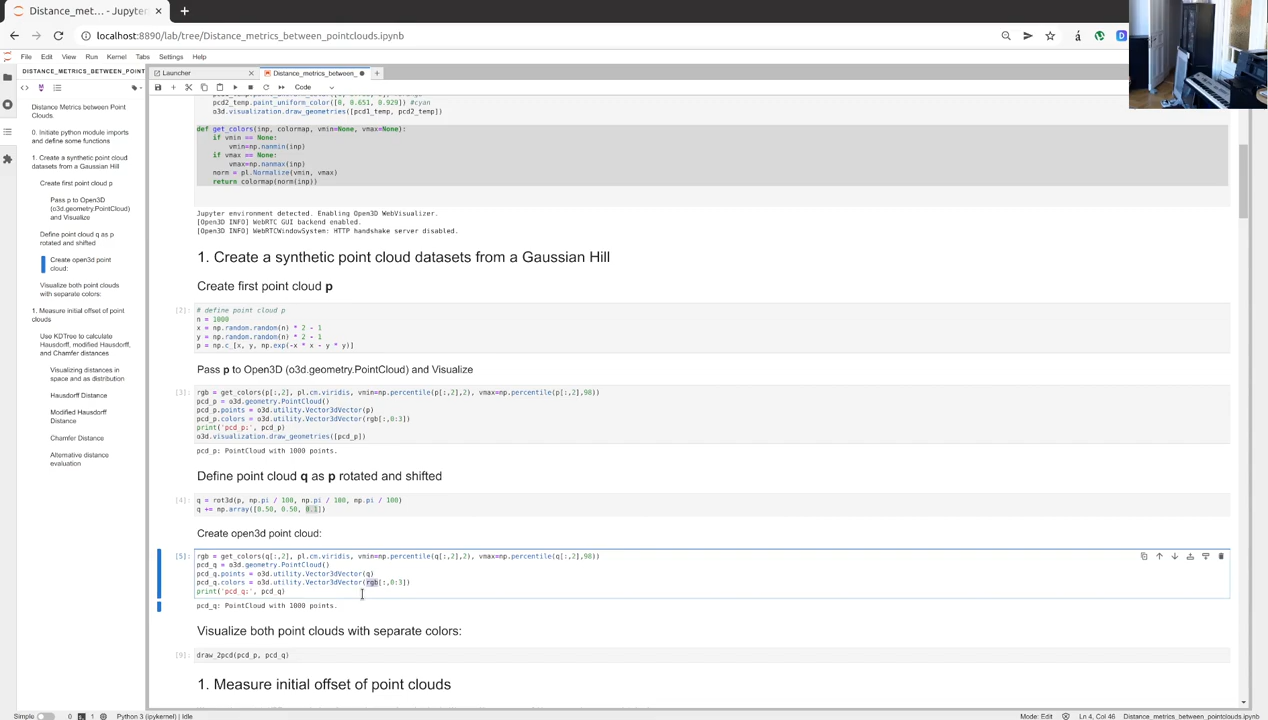 Distance_met... - Jupyter
localhost:8890/lab/tree/Distance_metrics_between_pointclouds.ipynb
File Edit View Run Kernel Tabs Settings Help
DISTANCE_METRICS_BETWEEN_POINT
Distance Metrics between Point
Clouds
0. Initiate python module imports
and define some functions
1. Create a synthetic point cloud
datasets from a Gaussian Hill
Create first point cloud p
Pass p to Open3D
(o3d.geometry.PointCloud)
and Visualize
Define point cloud q as p
rotated and shifted
Create open3d point
cloud:
Visualize both point clouds
with separate colors:
1. Measure initial offset of point
clouds
Use KDTree to calculate
Hausdorf, modified Hausdorf,
and Chamfer distances
Visualizing distances in
space and as distribution
Hausdorf Distance
Modified Hausdorf
Distance
Chamfer Distance
Alternative distance
evaluation
Launcher
Distance_metrics_between_
Code
pcd2_temp.paint_uniform_color([0, 0.651, 0.929]) #cyan
o3d.visualization.draw_geometries([pcd1_temp, pcd2_temp])
def get_colors(inp, colormap, vmin=None, vmax=None):
if vmin == None:
vmin=np.nanmin(inp)
if vmax == None:
vmax=np.nanmax(inp)
norm = pl.Normalize(vmin, vmax)
return colormap(norm(inp))
Jupyter environment detected. Enabling Open3D WebVisualizer.
[Open3D INFO] WebRTC GUI backend enabled.
[Open3D INFO] WebRTCWindowSystem: HTTP handshake server disabled.
1. Create a synthetic point cloud datasets from a Gaussian Hill
Create first point cloud p
[2]: # define point cloud p
n = 1000
x = np.random.random(n) * 2 - 1
y = np.random.random(n) * 2 - 1
p = np.c_[x, y, np.exp(-x * x - y * y)]
Pass p to Open3D (o3d.geometry.PointCloud) and Visualize
[3]: rgb = get_colors(p[:,2], pl.cm.viridis, vmin=np.percentile(p[:,2],2), vmax=np.percentile(p[:,2],98))
pcd_p = o3d.geometry.PointCloud()
pcd_p.points = o3d.utility.Vector3dVector(p)
pcd_p.colors = o3d.utility.Vector3dVector(rgb[:,0:3])
print('pcd_p:', pcd_p)
o3d.visualization.draw_geometries([pcd_p])
pcd_p: PointCloud with 1000 points.
Define point cloud q as p rotated and shifted
[4]: q = rot3d(p, np.pi / 100, np.pi / 100, np.pi / 100)
q += np.array([0.50, 0.50, 0.1])
Create open3d point cloud:
[5]: rgb = get_colors(q[:,2], pl.cm.viridis, vmin=np.percentile(q[:,2],2), vmax=np.percentile(q[:,2],98))
pcd_q = o3d.geometry.PointCloud()
pcd_q.points = o3d.utility.Vector3dVector(q)
pcd_q.colors = o3d.utility.Vector3dVector(rgb[:,0:3])
print('pcd_q:', pcd_q)
pcd_q: PointCloud with 1000 points.
Visualize both point clouds with separate colors:
[9]: draw_2pcd(pcd_p, pcd_q)
1. Measure initial offset of point clouds
Simple 0 1 Python 3 (ipykernel) | Idle Mode: Edit Ln 4, Col 46 Distance_metrics_between_pointclouds.ipynb